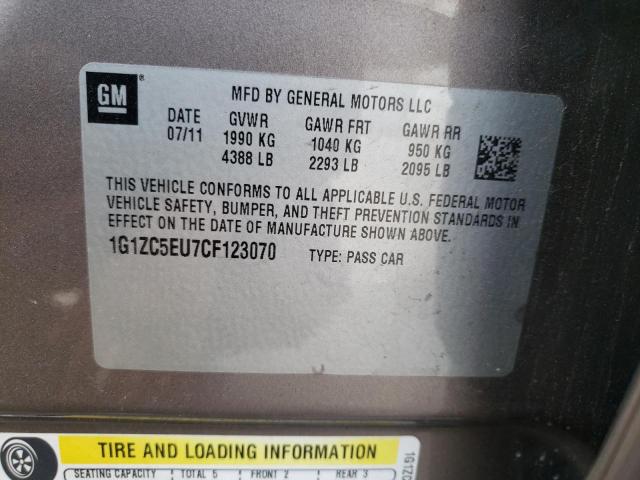 GM
MFD BY GENERAL MOTORS LLC
DATE GVWR GAWR FRT GAWR RR
07/11 1990 KG 1040 KG 950 KG
4388 LB 2293 LB 2095 LB
THIS VEHICLE CONFORMS TO ALL APPLICABLE U.S. FEDERAL MOTOR
VEHICLE SAFETY, BUMPER, AND THEFT PREVENTION STANDARDS IN
EFFECT ON THE DATE OF MANUFACTURE SHOWN ABOVE.
1G1ZC5EU7CF123070 TYPE: PASS CAR
TIRE AND LOADING INFORMATION
SEATING CAPACITY TOTAL 5 FRONT 2 REAR 3
1G1ZC